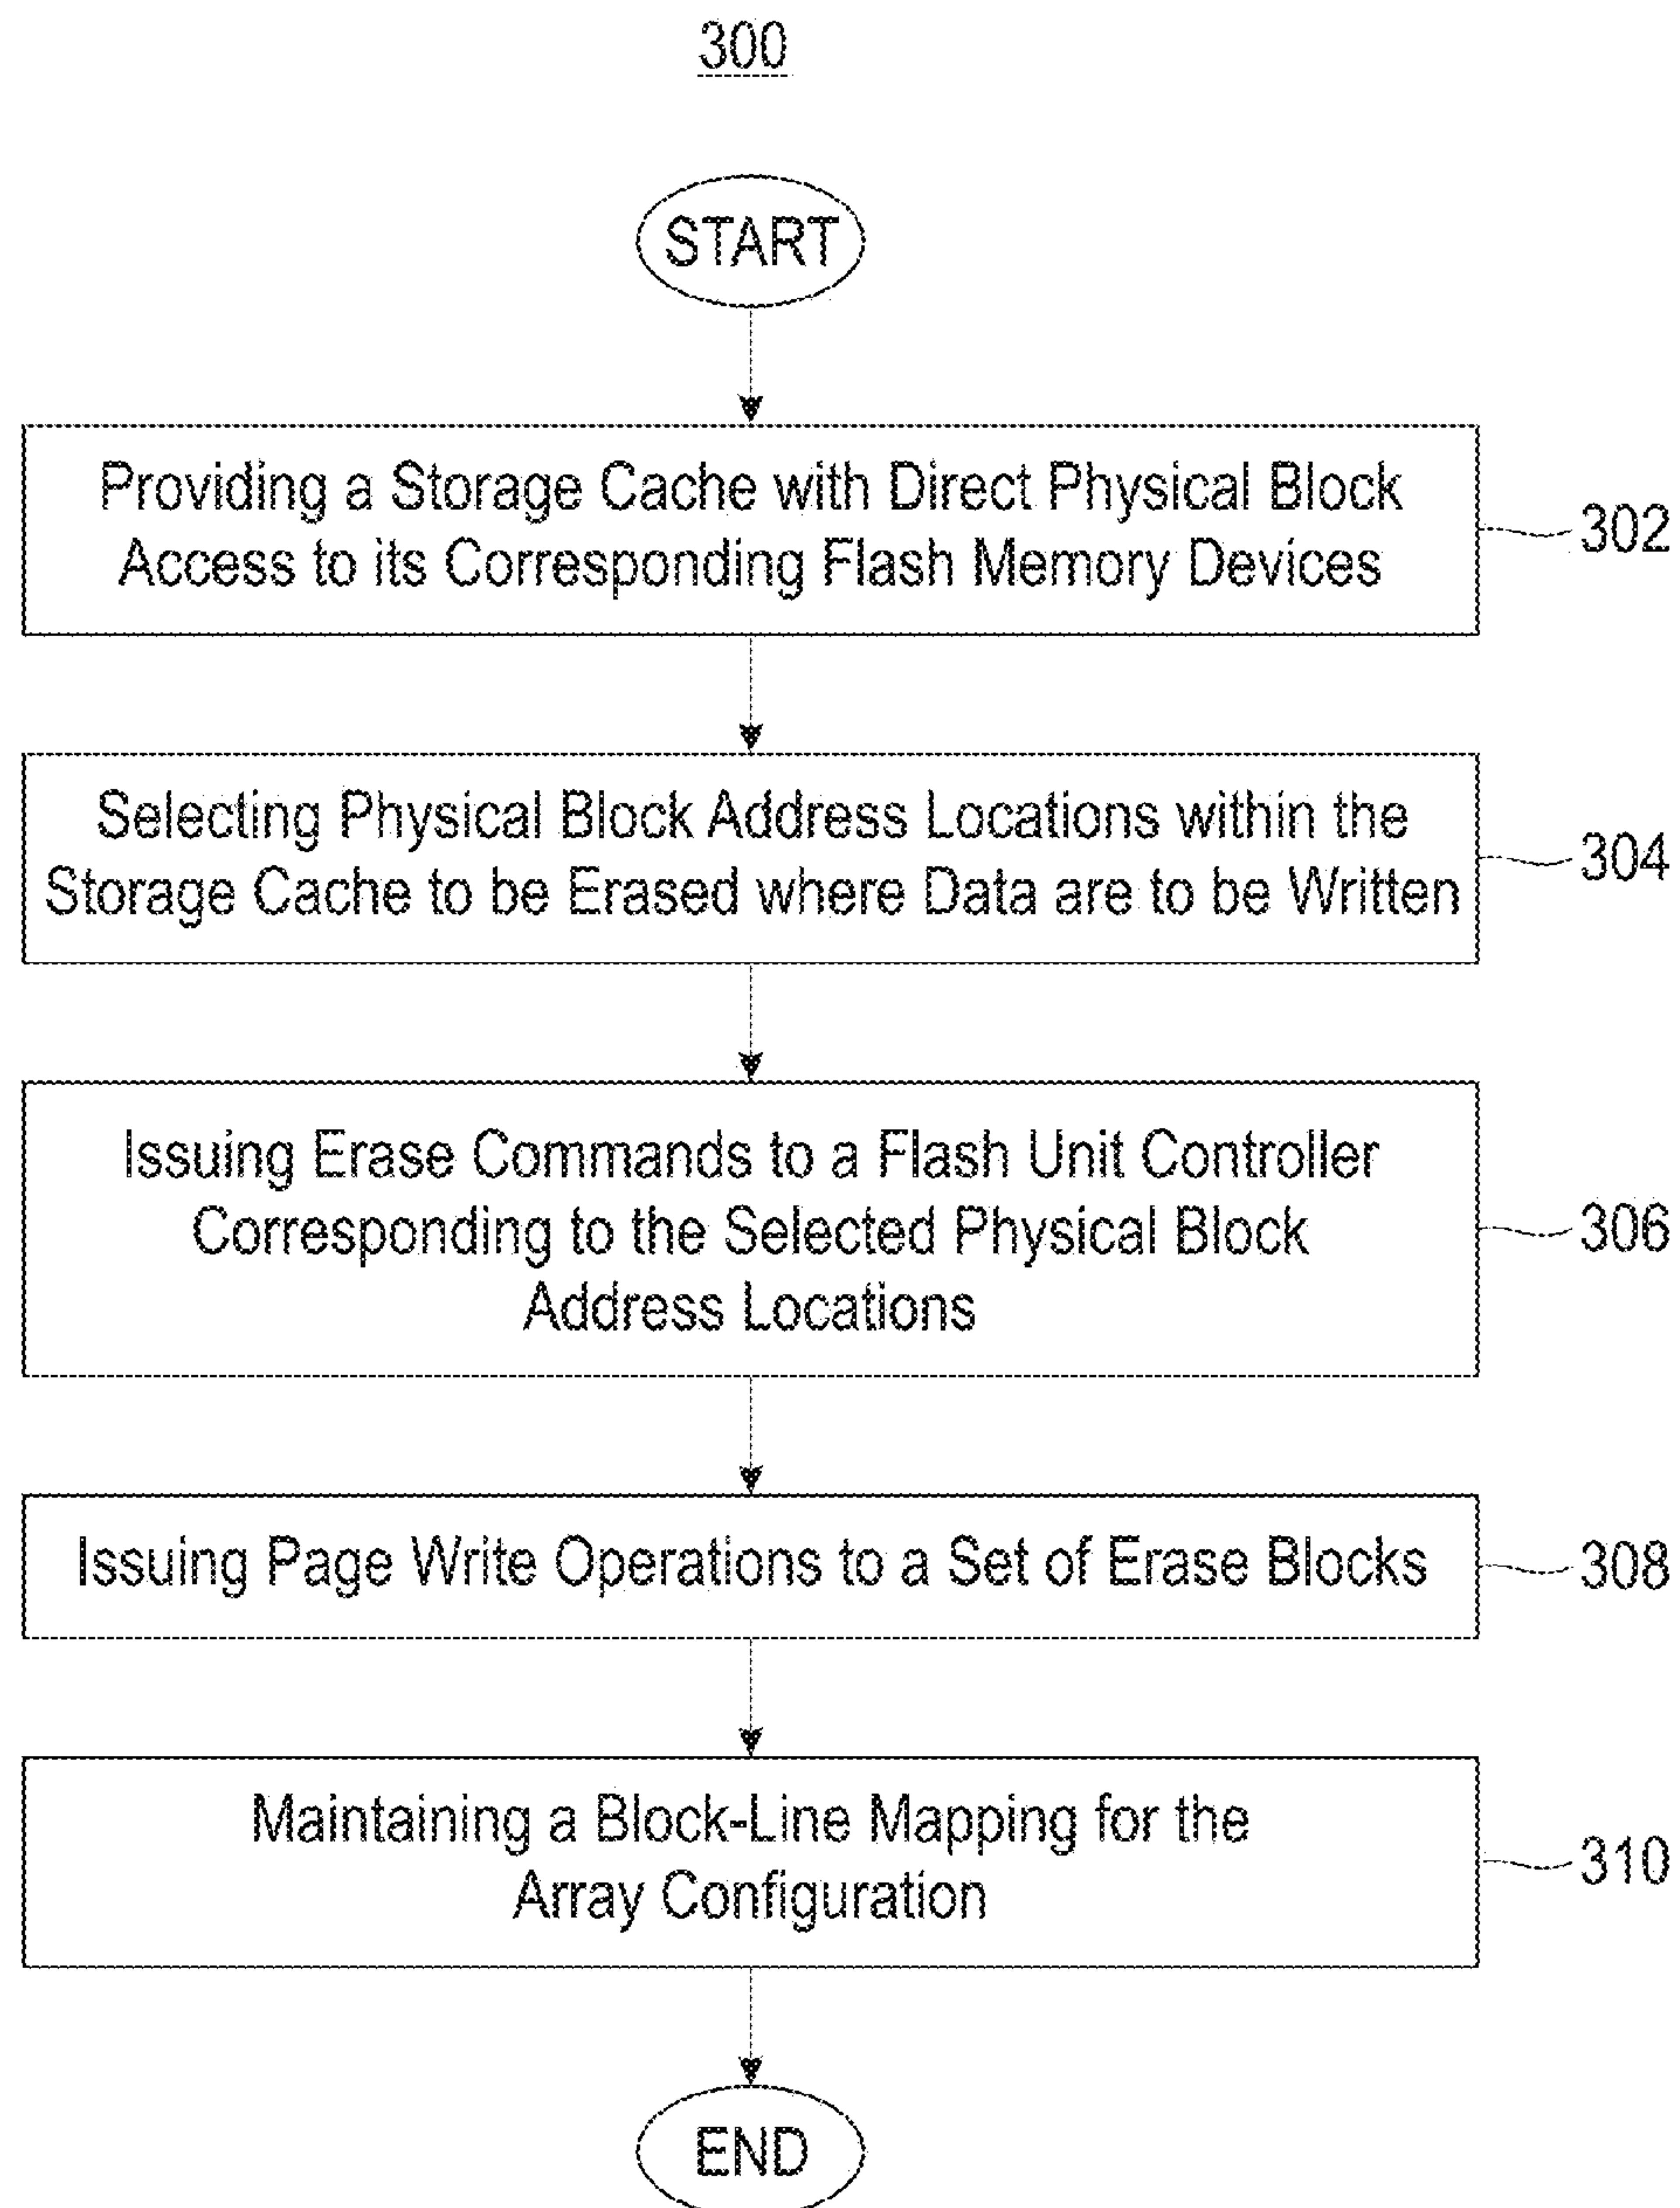 300
START
Providing a Storage Cache with Direct Physical Block
Access to its Corresponding Flash Memory Devices
302
Selecting Physical Block Address Locations within the
Storage Cache to be Erased where Data are to be Written
304
Issuing Erase Commands to a Flash Unit Controller
Corresponding to the Selected Physical Block
Address Locations
306
Issuing Page Write Operations to a Set of Erase Blocks
308
Maintaining a Block-Line Mapping for the
Array Configuration
310
END